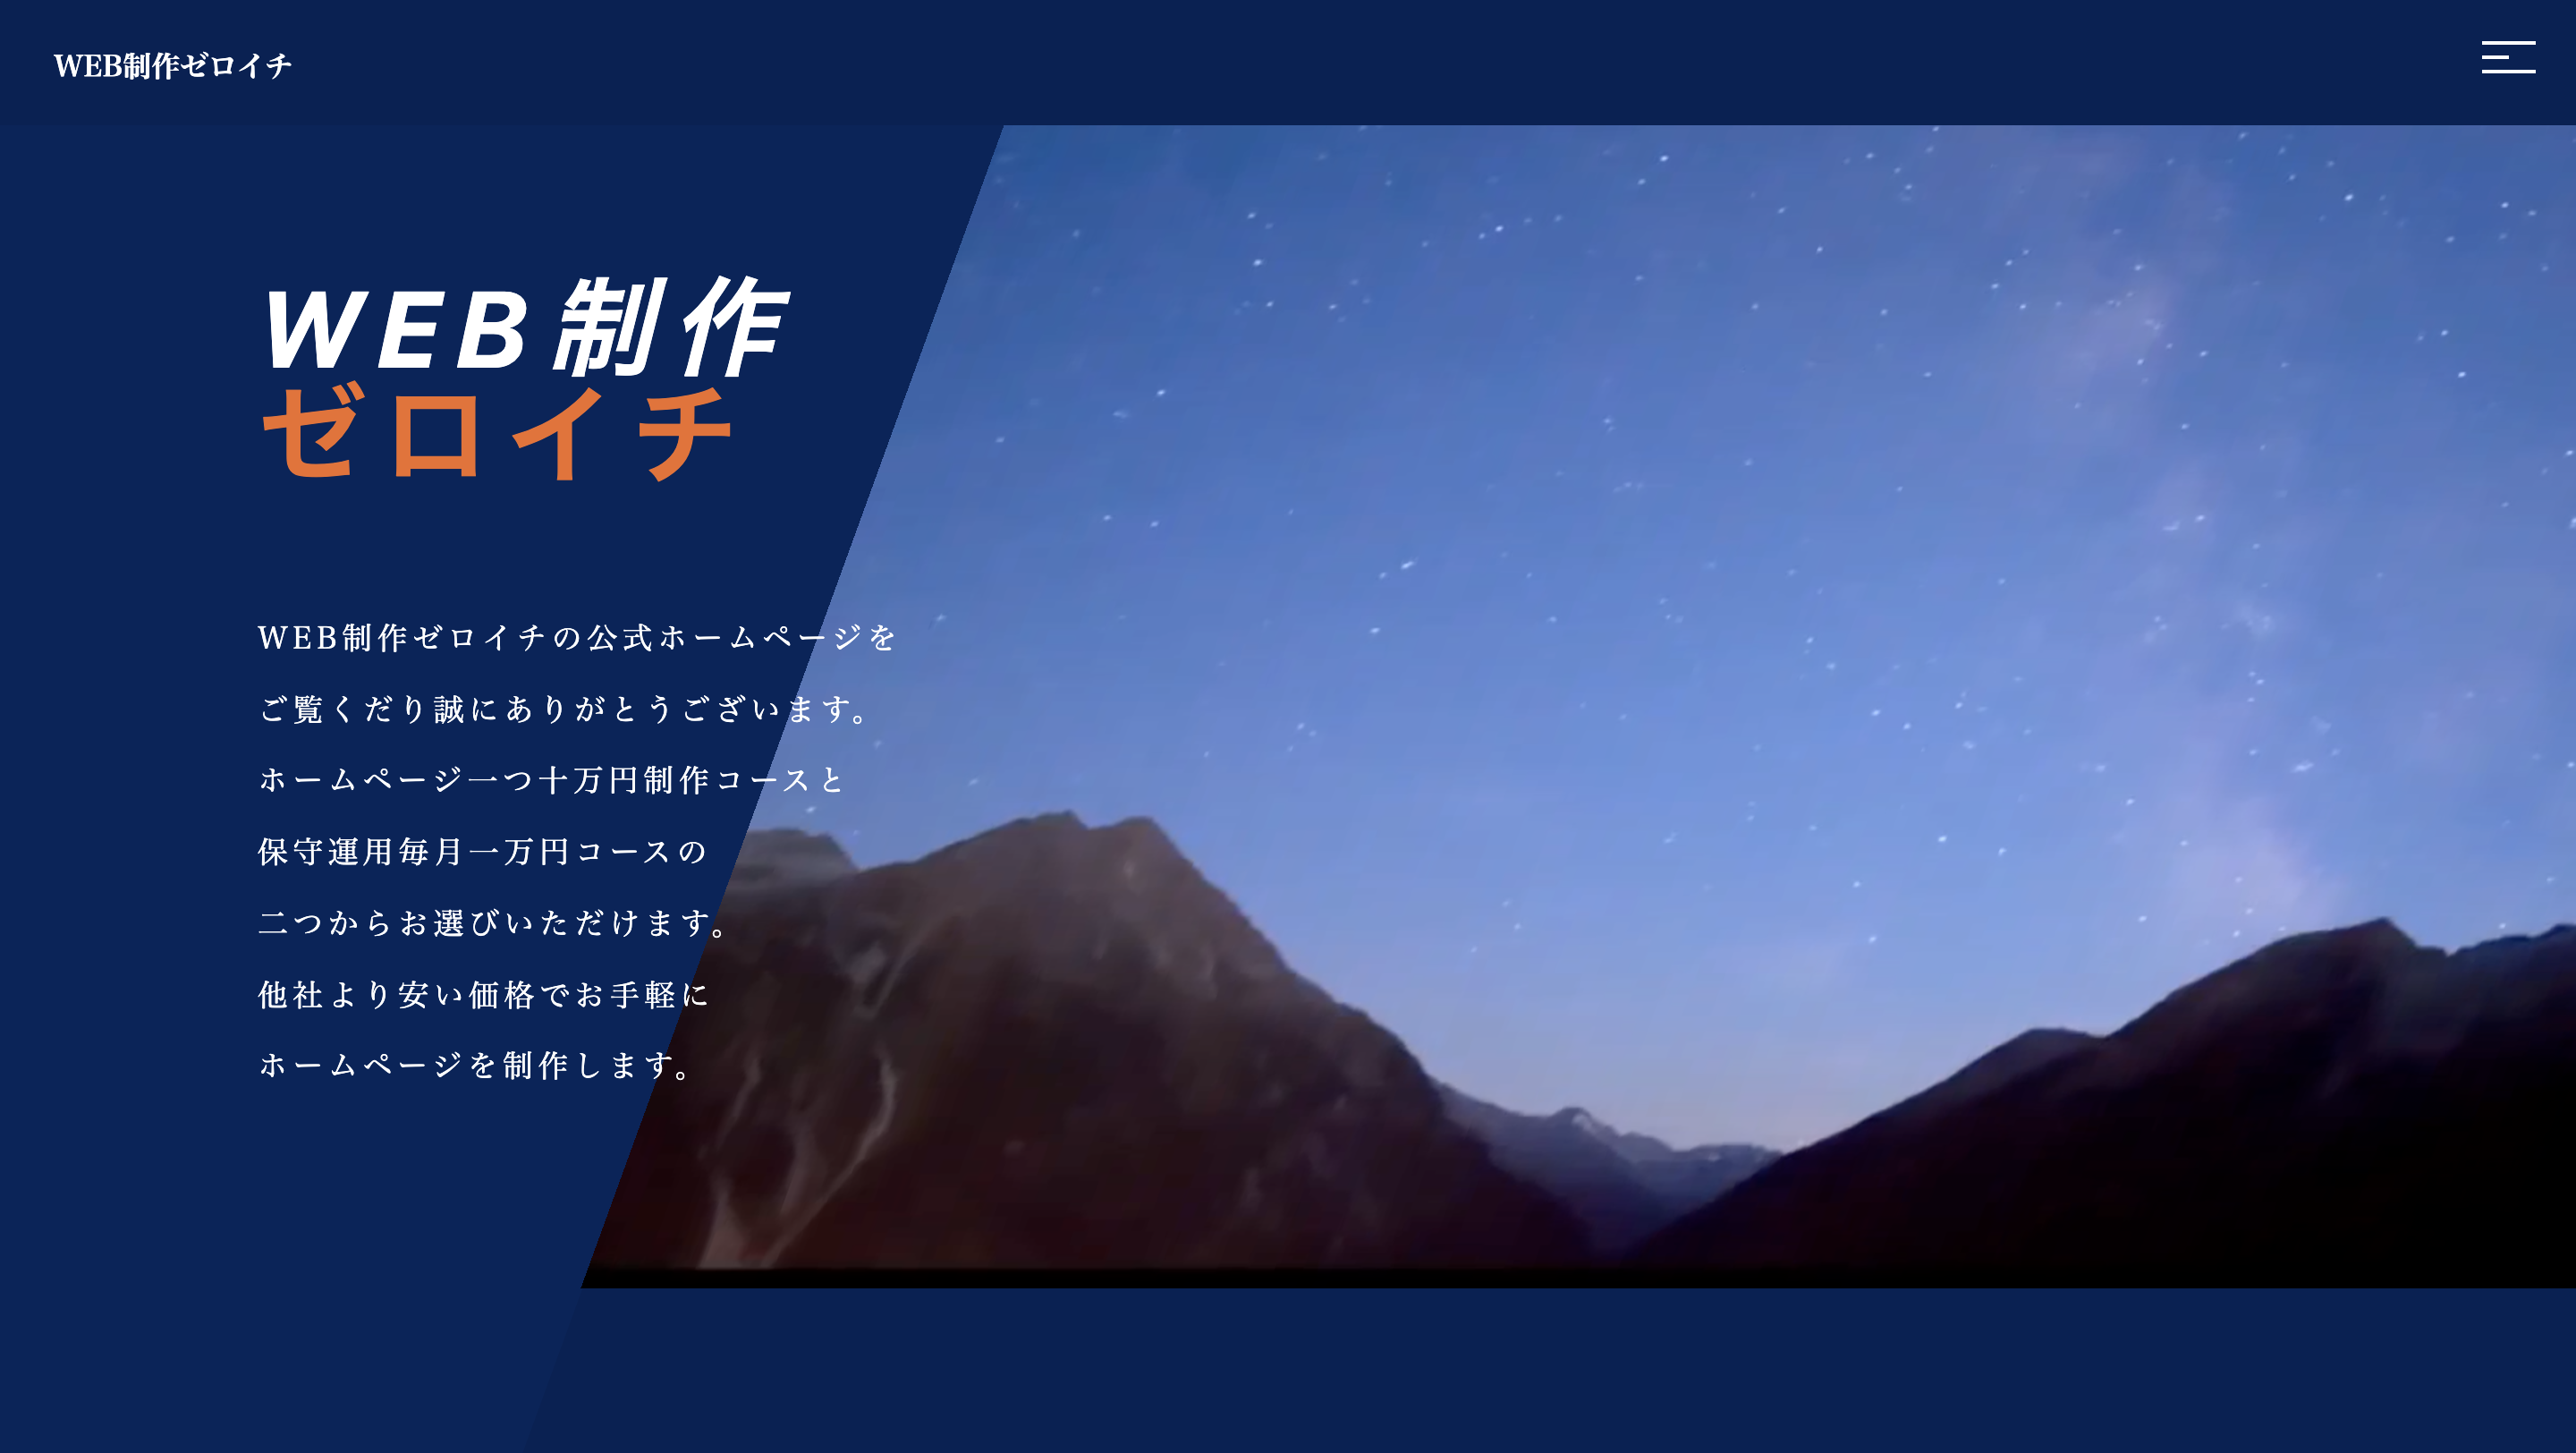 WEB制作ゼロイチ
WEB制作
ゼロイチ
WEB制作ゼロイチの公式ホームページを
ご覧くだり誠にありがとうございます。
ホームページ一つ十万円制作コースと
保守運用毎月一万円コースの
二つからお選びいただけます。
他社より安い価格でお手軽に
ホームページを制作します。